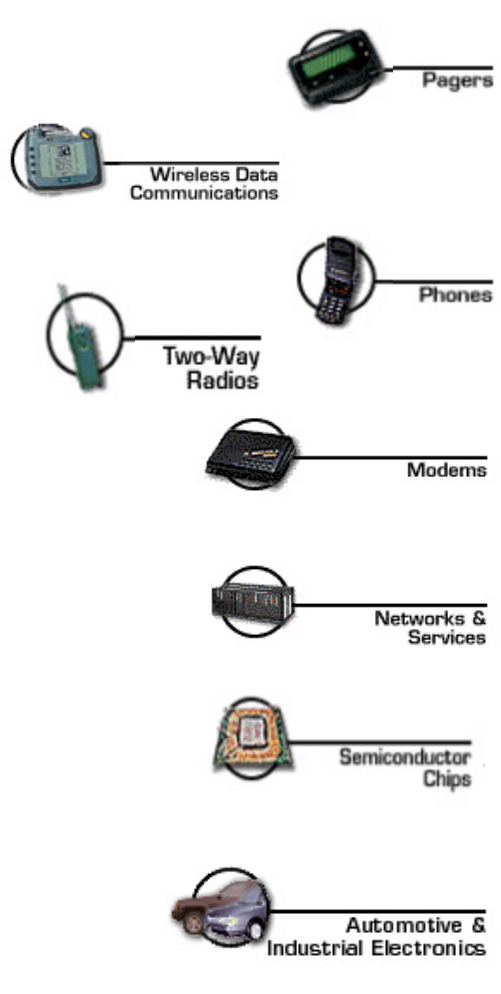 Pagers
Wireless Data
Communications
Phones
Two-Way
Radios
Modems
Networks &
Services
Semiconductor
Chips
Automotive &
Industrial Electronics